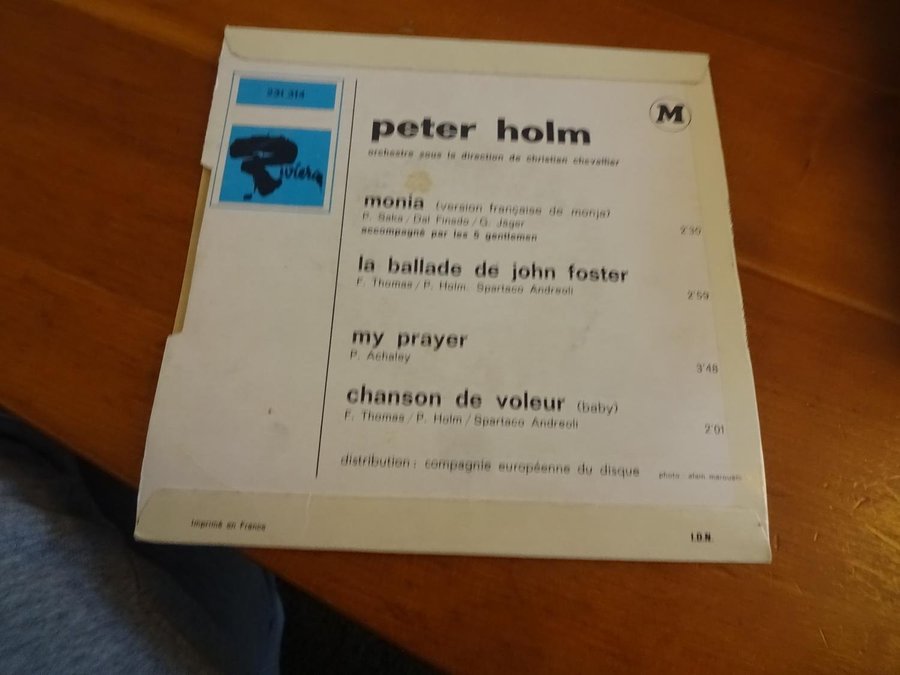 231 314
Riviera
M
peter holm
orchestre sous la direction de christian chevallier
monia (version française de monja)
P. Saka / Dal Finado / G. Jäger
2'35
accompagné par les 5 gentlemen
la ballade de john foster
F. Thomas / P. Holm. Spartaco Andreoli
2'59
my prayer
P. Achaley
3'48
chanson de voleur (baby)
F. Thomas / P. Holm / Spartaco Andreoli
2'01
distribution : compagnie européenne du disque
photo : alain marouani
Imprimé en France
I.D.N.